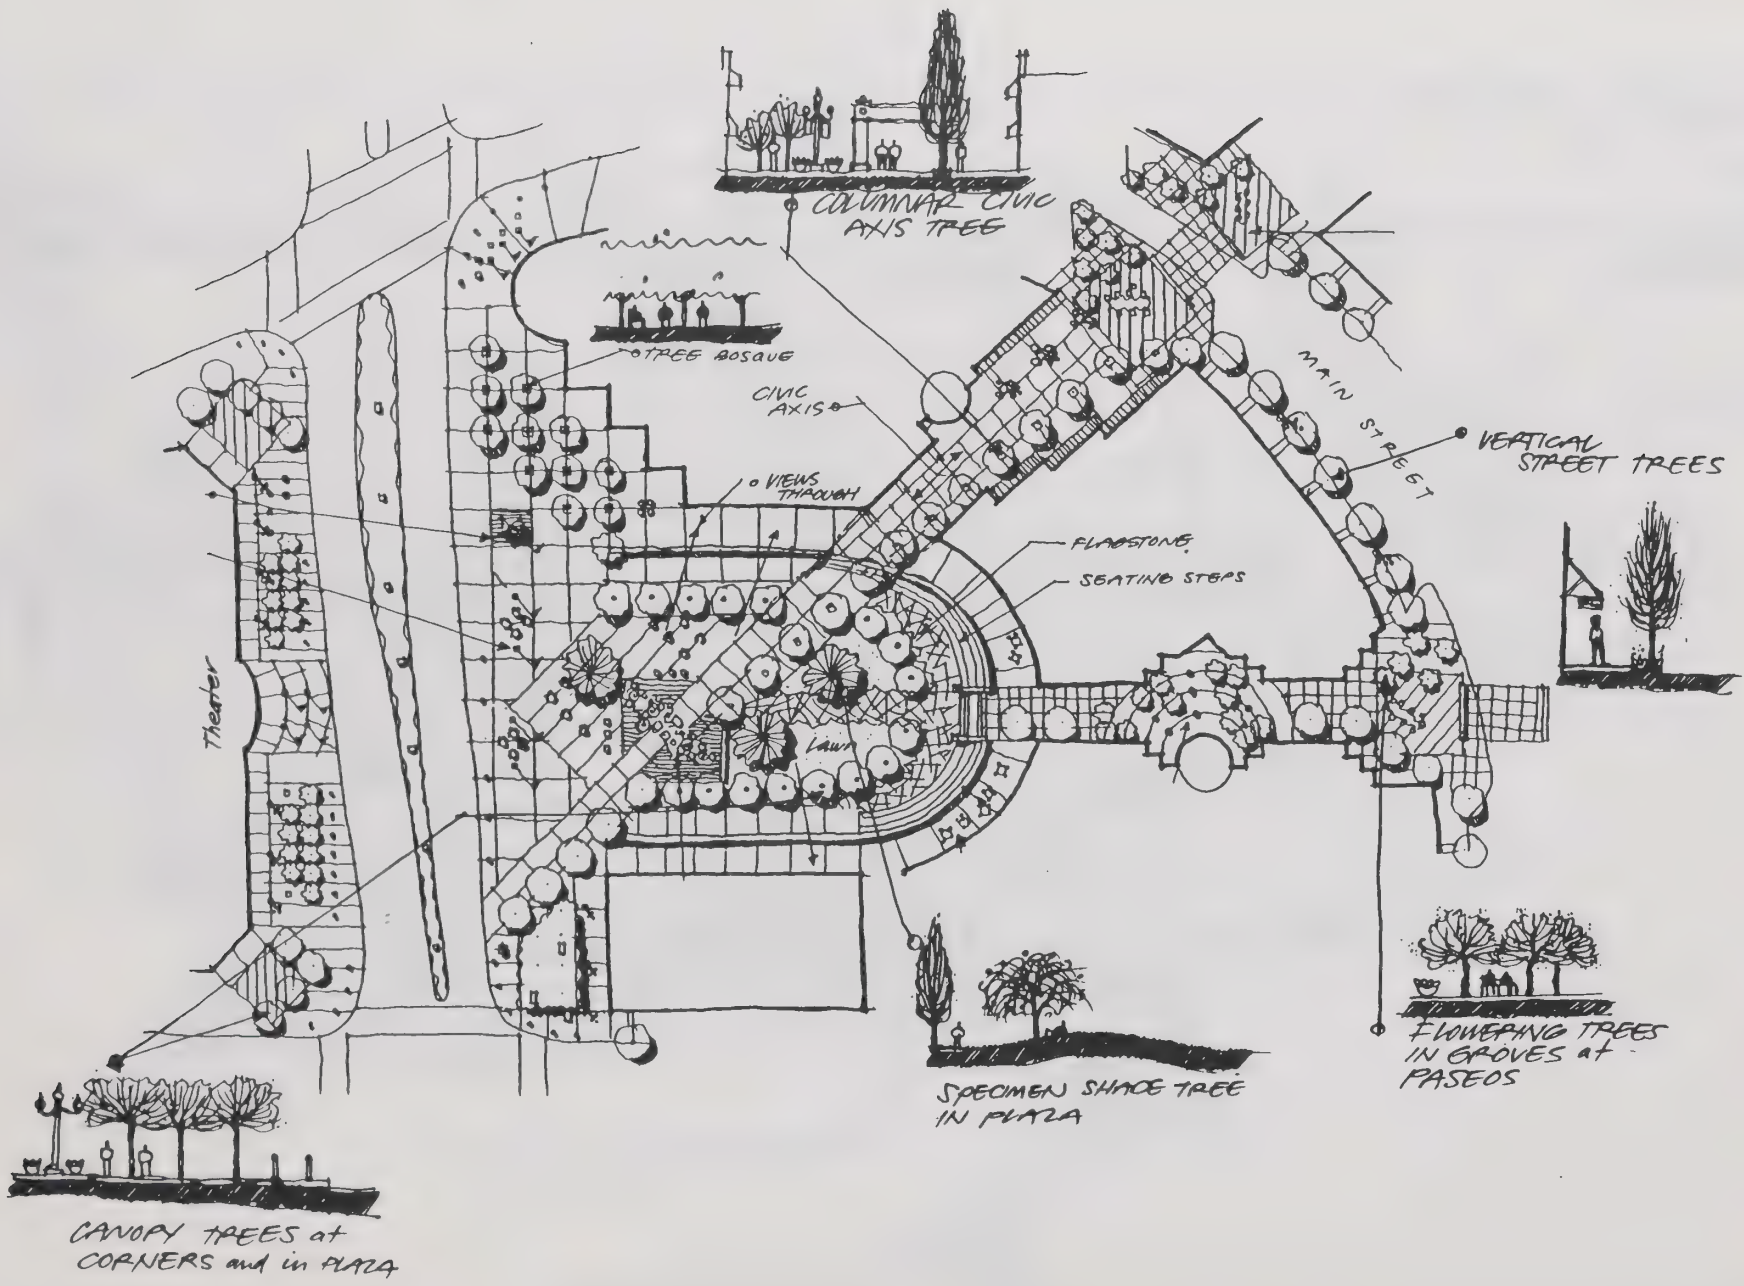 COLUMNAR CIVIC
AXIS TREE
TREE BOSQUE
CIVIC
AXIS
VIEWS
THROUGH
MAIN STREET
VERTICAL
STREET TREES
FLAGSTONE
SEATING STEPS
Theater
Lawn
FLOWERING TREES
IN GROVES at
PASEOS
SPECIMEN SHADE TREE
IN PLAZA
CANOPY TREES at
CORNERS and in PLAZA